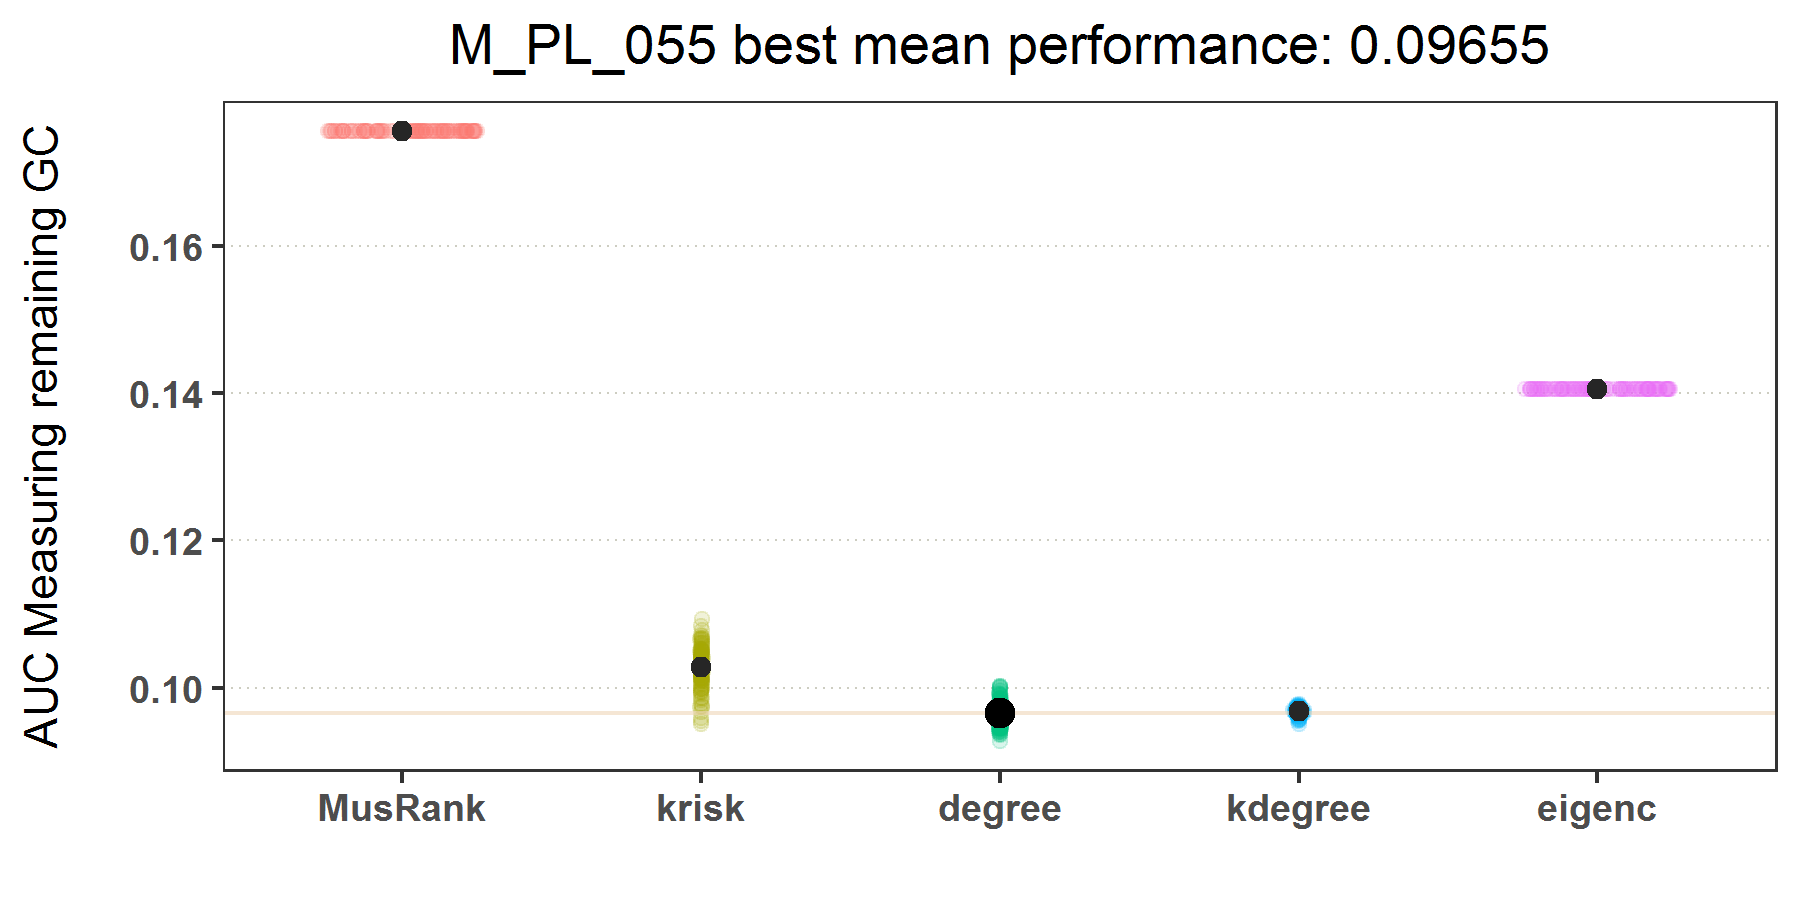 M_PL_055 best mean performance: 0.09655
AUC Measuring remaining GC
0.16
0.14
0.12
0.10
MusRank krisk degree kdegree eigenc